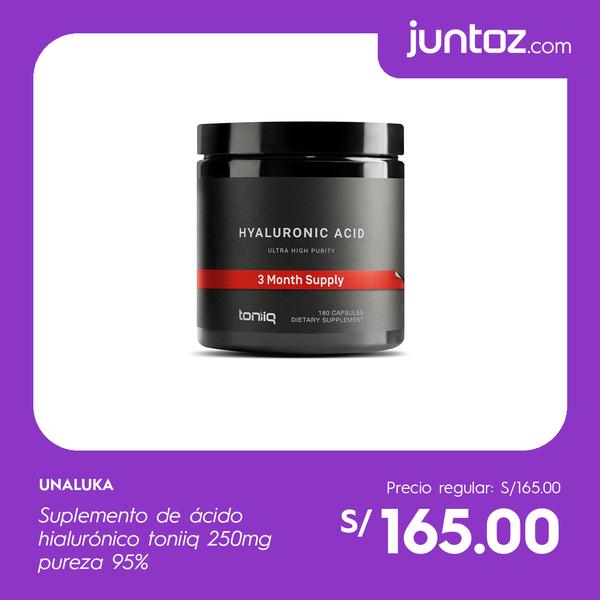 juntoz.com
HYALURONIC ACID
ULTRA HIGH PURITY
3 Month Supply
toniiq
180 CAPSULES
DIETARY SUPPLEMENT
UNALUKA
Suplemento de ácido
hialurónico toniiq 250mg
pureza 95%
Precio regular: S/165.00
S/165.00